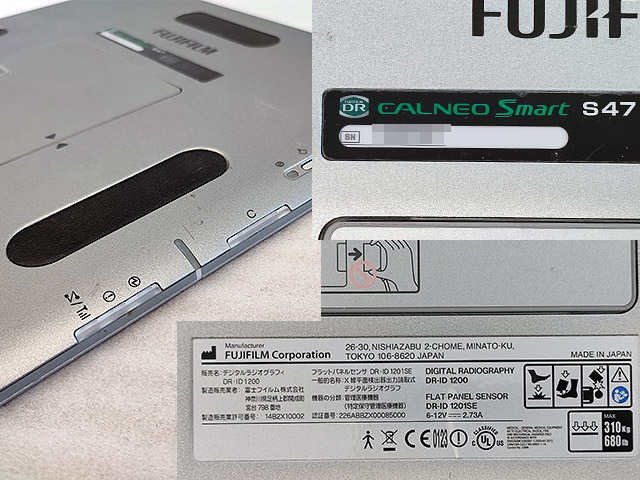 FUJIFILM
C
FUJIF
FUJIFILM
DR
CALNEO Smart S47
SN
Manufacturer
FUJIFILM Corporation
26-30, NISHIAZABU 2-CHOME, MINATO-KU,
TOKYO 106-8620 JAPAN
MADE IN JAPAN
販売名：デジタルラジオグラフィ
DR-ID 1200
製造販売業者：富士フイルム株式会社
神奈川県足柄上郡開成町
宮台798番地
製造販売業許可番号：14B2X10002
フラットパネルセンサ DR-ID 1201SE
一般的名称：X線平面検出器出力読取式
デジタルラジオグラフ
機器の分類：管理医療機器
(特定保守管理医療機器)
認証番号：226ABBZX00085000
DIGITAL RADIOGRAPHY
DR-ID 1200
FLAT PANEL SENSOR
DR-ID 1201SE
6-12V 2.73A
MAX
310Kg
680lb
CE 0123
CLASSIFIED
C UL US